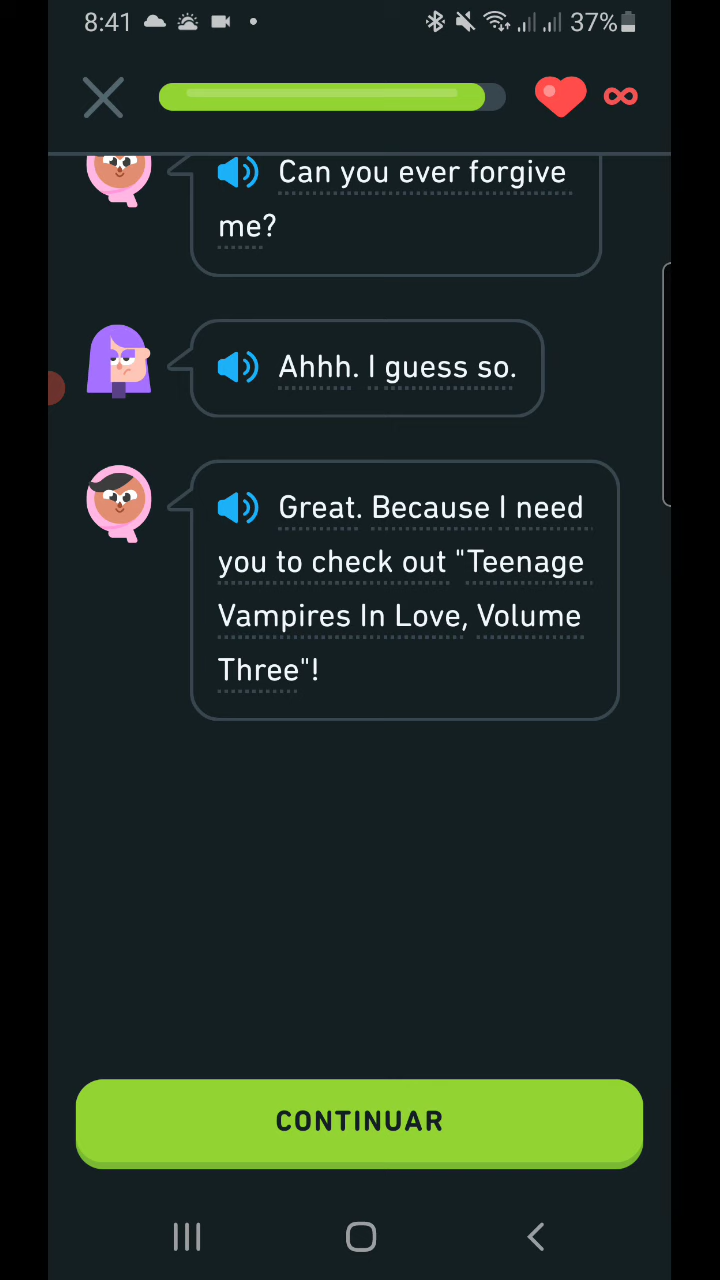 8:41 37%
Can you ever forgive
me?
Ahhh. I guess so.
Great. Because I need
you to check out "Teenage
Vampires In Love, Volume
Three"!
CONTINUAR